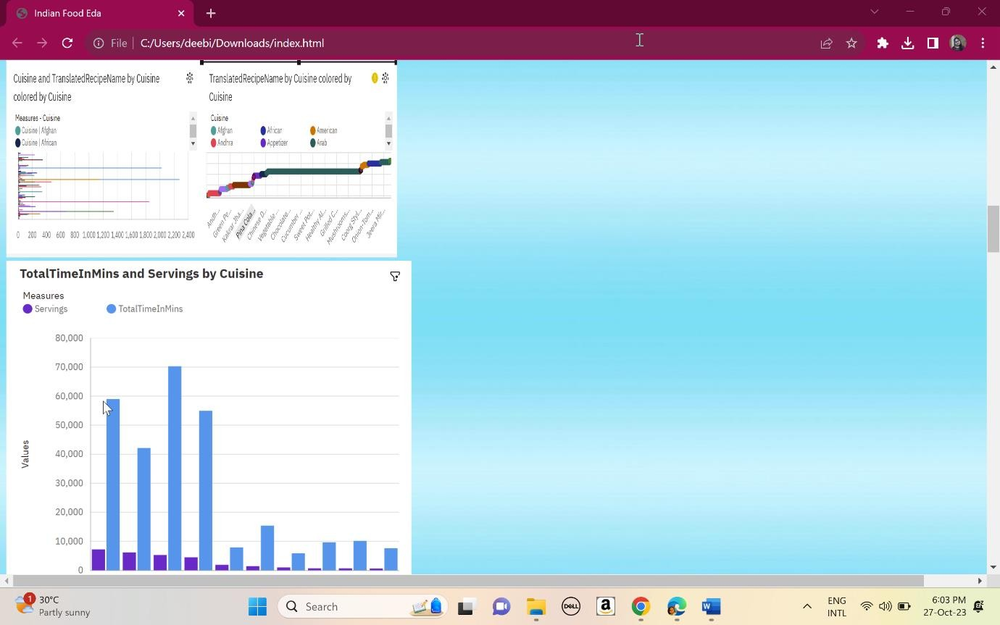 Indian Food Eda
File
C:/Users/deebi/Downloads/index.html
Cuisine and TranslatedRecipeName by Cuisine
colored by Cuisine
Measures - Cuisine
Cuisine | Afghan
Cuisine | African
0 200 400 600 800 1,000 1,200 1,400 1,600 1,800 2,000 2,200 2,400
TranslatedRecipeName by Cuisine colored by
Cuisine
Cuisine
Afghan African American
Andhra Appetizer Arab
Andh...
Green Pe...
Kakrar Jha...
Pina Cola...
Chinese D...
Vegetable...
Chocolate...
Cucumber...
Sweet Pot...
Healthy Al...
Grilled C...
Mushrooms...
Coorg Styl...
Onion-Tom...
Jeera Mir...
TotalTimeInMins and Servings by Cuisine
Measures
Servings TotalTimeInMins
Values
80,000
70,000
60,000
50,000
40,000
30,000
20,000
10,000
0
1
30°C
Partly sunny
Search
DELL
a
W
ENG
INTL
6:03 PM
27-Oct-23